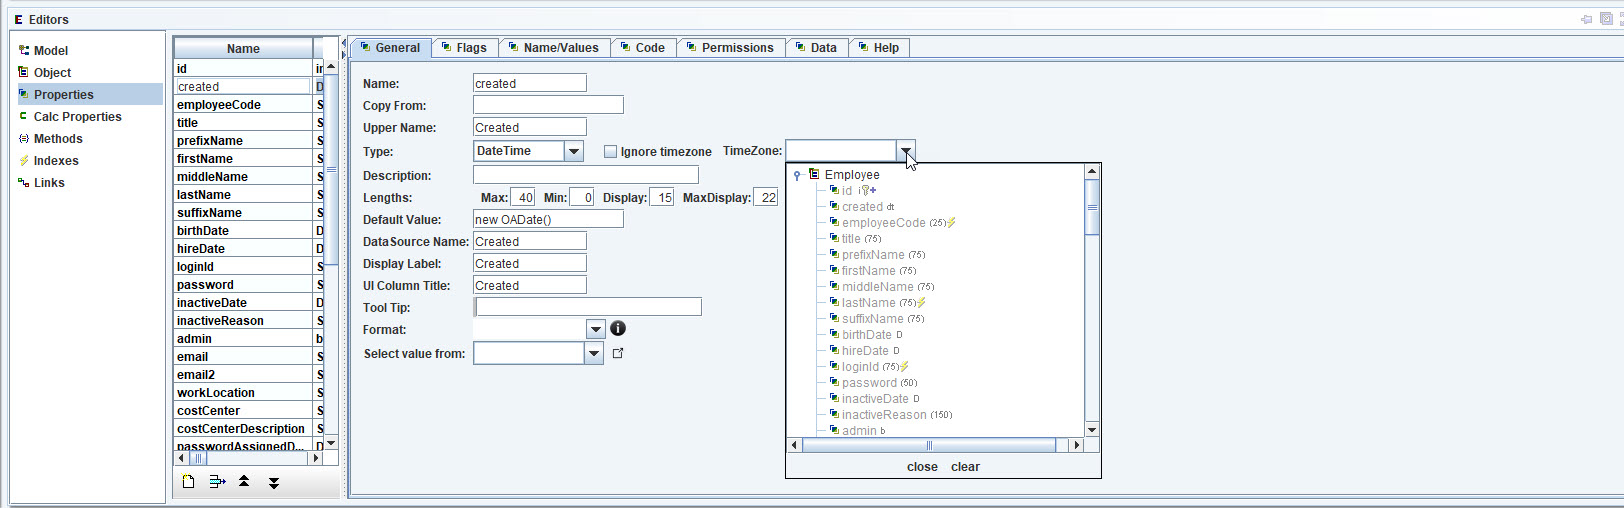 Editors
Model
Object
Properties
Calc Properties
Methods
Indexes
Links
Name
id
created
employeeCode
title
prefixName
firstName
middleName
lastName
suffixName
birthDate
hireDate
loginId
password
inactiveDate
inactiveReason
admin
email
email2
workLocation
costCenter
costCenterDescription
passwordAssignedD...
General Flags Name/Values Code Permissions Data Help
Name: created
Copy From:
Upper Name: Created
Type: DateTime Ignore timezone TimeZone:
Description:
Lengths: Max: 40 Min: 0 Display: 15 MaxDisplay: 22
Default Value: new OADate()
DataSource Name: Created
Display Label: Created
UI Column Title: Created
Tool Tip:
Format:
Select value from:
Employee
id i
created dt
employeeCode (25)
title (75)
prefixName (75)
firstName (75)
middleName (75)
lastName (75)
suffixName (75)
birthDate D
hireDate D
loginId (75)
password (50)
inactiveDate D
inactiveReason (150)
admin b
close clear